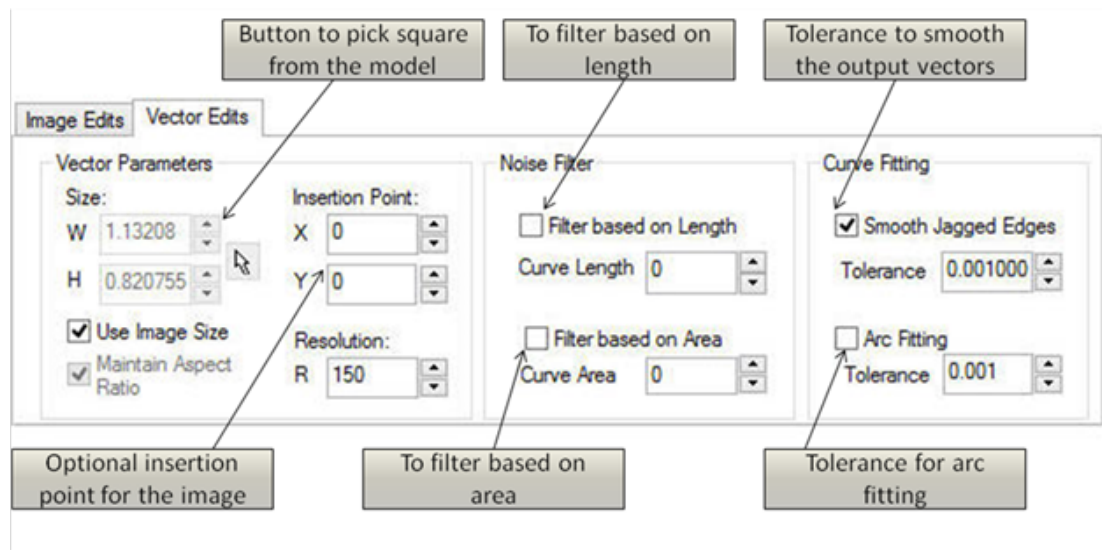 Button to pick square
from the model
To filter based on
length
Tolerance to smooth
the output vectors
Image Edits
Vector Edits
Vector Parameters
Size:
W 1.13208
H 0.820755
Use Image Size
Maintain Aspect
Ratio
Insertion Point:
X 0
Y 0
Resolution:
R 150
Noise Filter
Filter based on Length
Curve Length 0
Filter based on Area
Curve Area 0
Curve Fitting
Smooth Jagged Edges
Tolerance 0.001000
Arc Fitting
Tolerance 0.001
Optional insertion
point for the image
To filter based on
area
Tolerance for arc
fitting